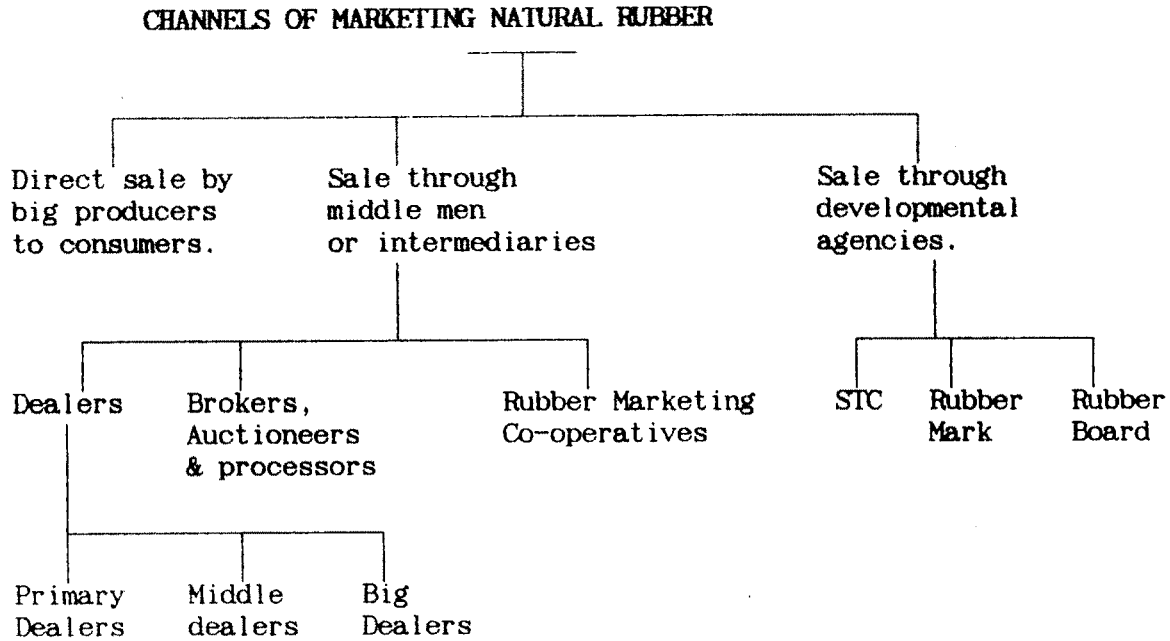 CHANNELS OF MARKETING NATURAL RUBBER
Direct sale by
big producers
to consumers.
Sale through
middle men
or intermediaries
Sale through
developmental
agencies.
Dealers
Brokers,
Auctioneers
& processors
Rubber Marketing
Co-operatives
STC
Rubber
Mark
Rubber
Board
Primary
Dealers
Middle
dealers
Big
Dealers